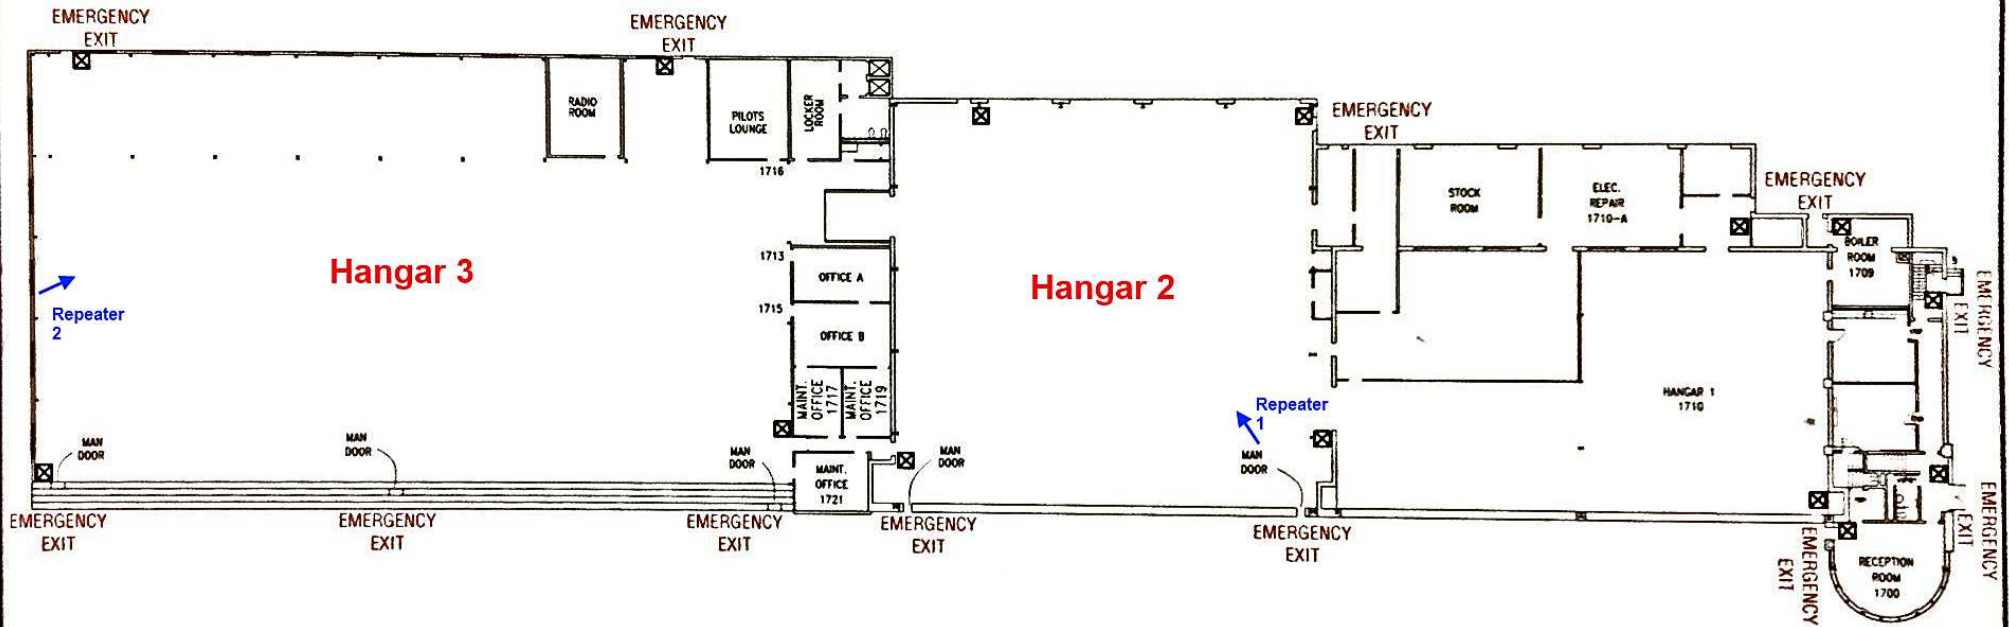 EMERGENCY
EXIT
EMERGENCY
EXIT
RADIO
ROOM
PILOTS
LOUNGE
LOCKER
ROOM
1716
EMERGENCY
EXIT
STOCK
ROOM
ELEC.
REPAIR
1710-A
EMERGENCY
EXIT
BOILER
ROOM
1709
Hangar 3
1713
OFFICE A
1715
OFFICE B
Hangar 2
Repeater
2
MAINT.
OFFICE
1717
MAINT.
OFFICE
1719
Repeater
1
HANGAR 1
1710
EMERGENCY
EXIT
MAN
DOOR
MAN
DOOR
MAN
DOOR
MAINT.
OFFICE
1721
MAN
DOOR
MAN
DOOR
EMERGENCY
EXIT
EMERGENCY
EXIT
EMERGENCY
EXIT
EMERGENCY
EXIT
EMERGENCY
EXIT
EMERGENCY
EXIT
EMERGENCY
EXIT
RECEPTION
ROOM
1700